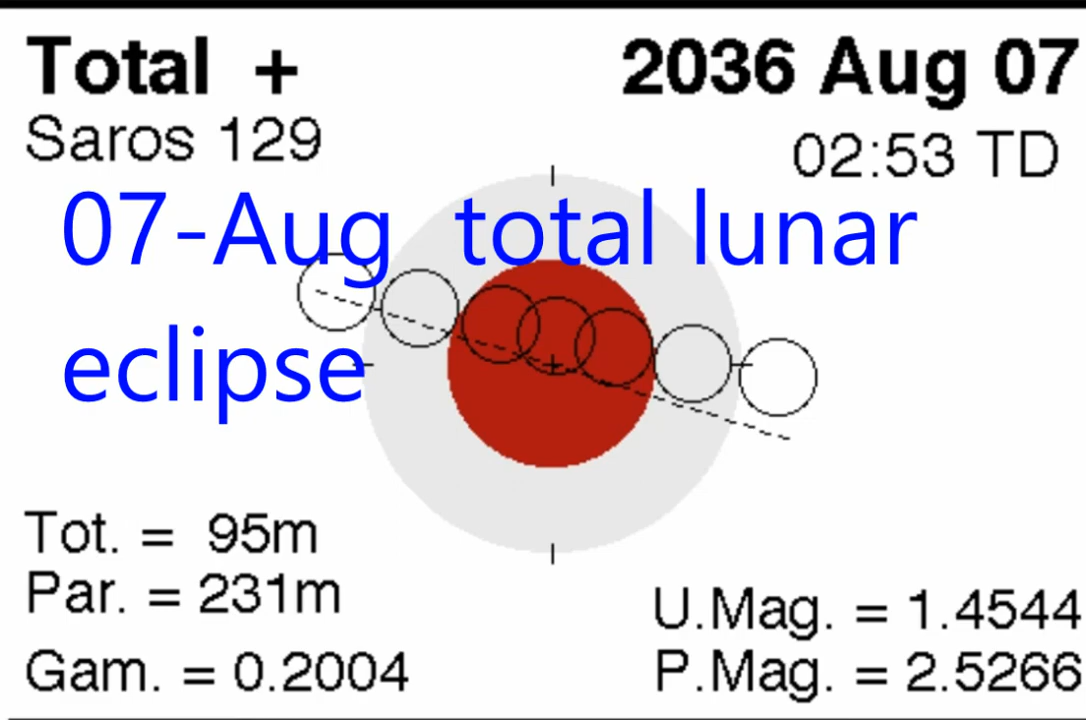 Total + 2036 Aug 07
Saros 129 02:53 TD
07-Aug total lunar
eclipse
Tot. = 95m
Par. = 231m U.Mag. = 1.4544
Gam. = 0.2004 P.Mag. = 2.5266